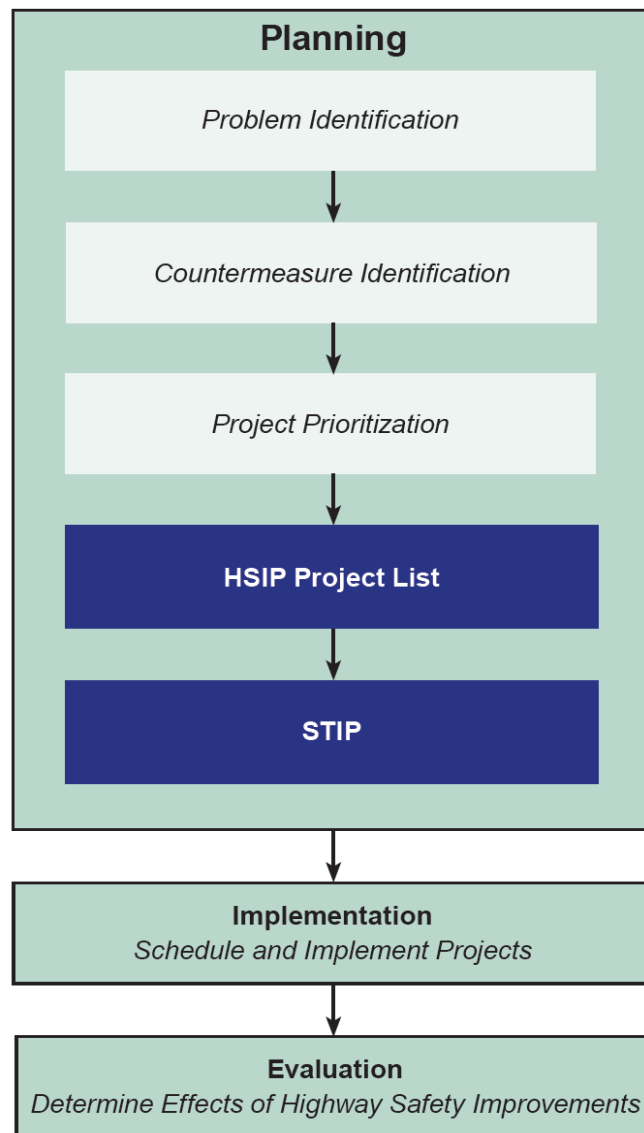 Planning
Problem Identification
Countermeasure Identification
Project Prioritization
HSIP Project List
STIP
Implementation
Schedule and Implement Projects
Evaluation
Determine Effects of Highway Safety Improvements